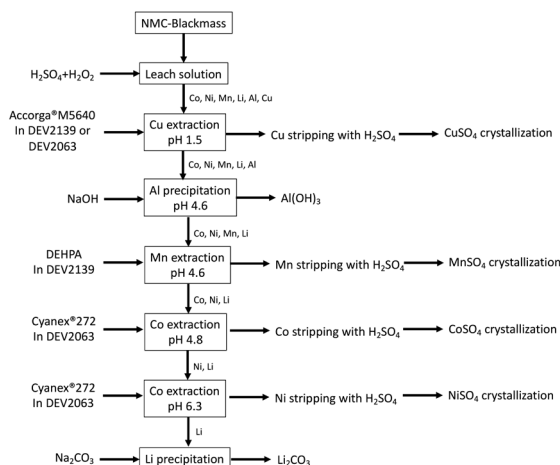 NMC-Blackmass
H₂SO₄+H₂O₂
Leach solution
Co, Ni, Mn, Li, Al, Cu
Accorga®M5640
In DEV2139 or
DEV2063
Cu extraction
pH 1.5
Cu stripping with H₂SO₄
CuSO₄ crystallization
Co, Ni, Mn, Li, Al
NaOH
Al precipitation
pH 4.6
Al(OH)₃
Co, Ni, Mn, Li
DEHPA
In DEV2139
Mn extraction
pH 4.6
Mn stripping with H₂SO₄
MnSO₄ crystallization
Co, Ni, Li
Cyanex®272
In DEV2063
Co extraction
pH 4.8
Co stripping with H₂SO₄
CoSO₄ crystallization
Ni, Li
Cyanex®272
In DEV2063
Co extraction
pH 6.3
Ni stripping with H₂SO₄
NiSO₄ crystallization
Li
Na₂CO₃
Li precipitation
Li₂CO₃